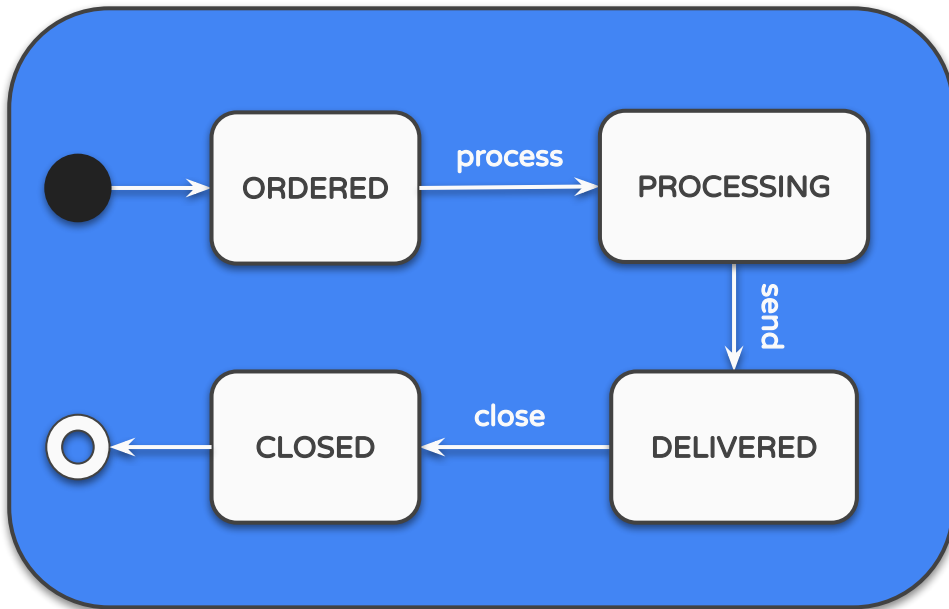 ORDERED
process
PROCESSING
send
CLOSED
close
DELIVERED